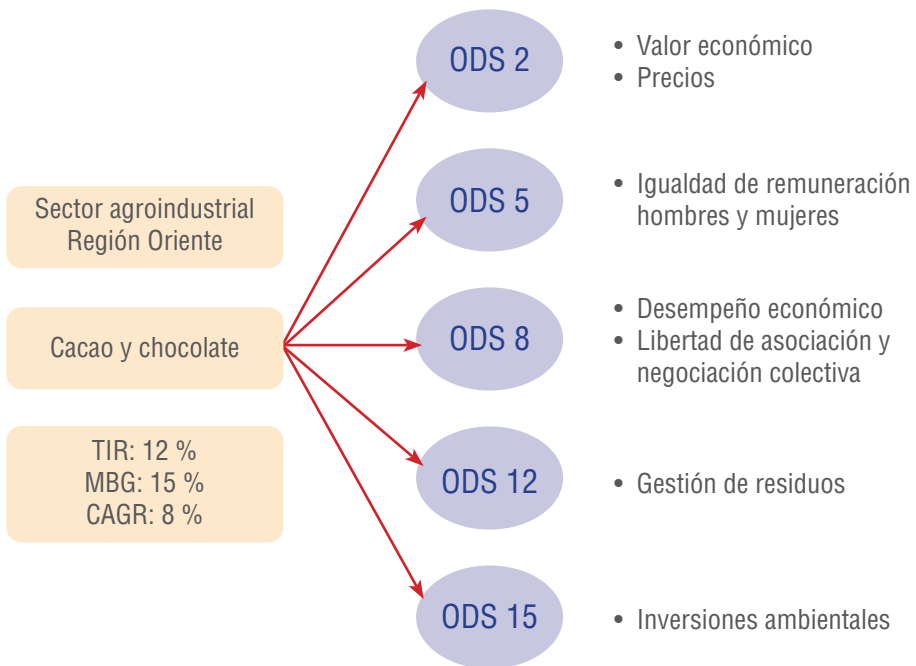 Sector agroindustrial
Región Oriente
Cacao y chocolate
TIR: 12 %
MBG: 15 %
CAGR: 8 %
ODS 2
• Valor económico
• Precios
ODS 5
• Igualdad de remuneración
hombres y mujeres
ODS 8
• Desempeño económico
• Libertad de asociación y
negociación colectiva
ODS 12
• Gestión de residuos
ODS 15
• Inversiones ambientales